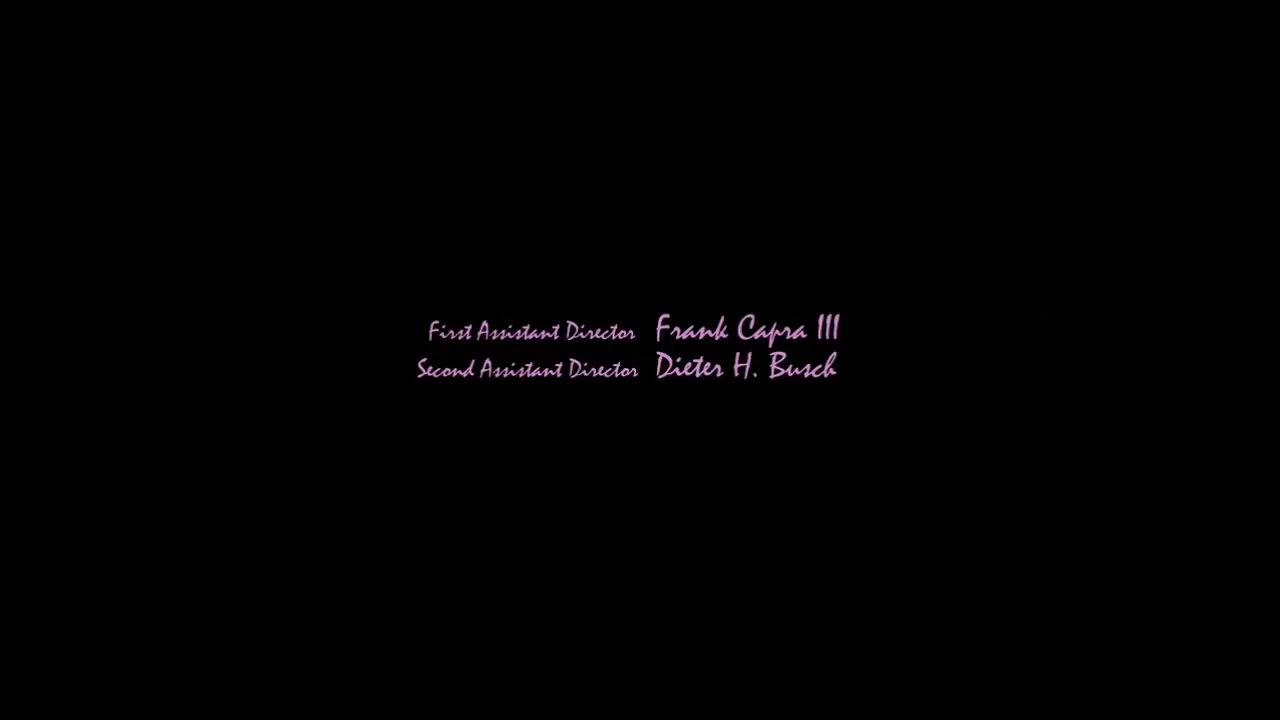 First Assistant Director Frank Capra III
Second Assistant Director Dieter H. Busch